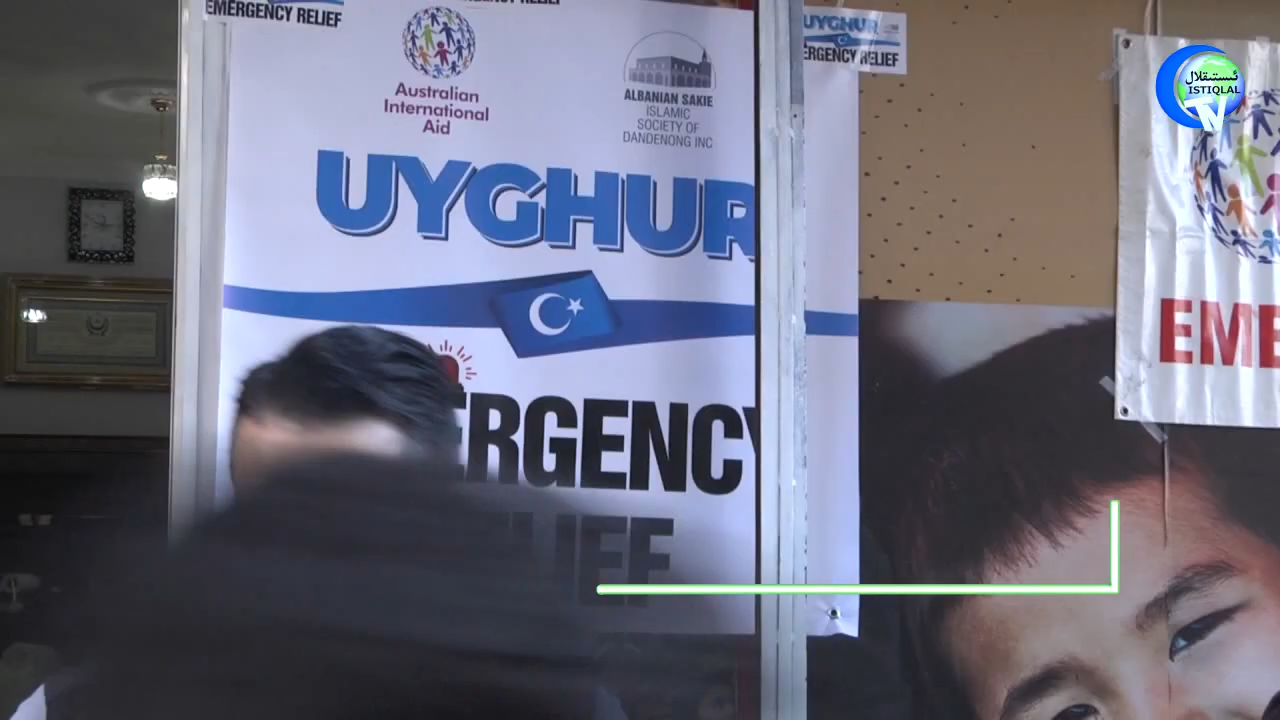 EMERGENCY RELIEF
Australian
International
Aid
ALBANIAN SAKIE
ISLAMIC
SOCIETY OF
DANDENONG INC
UYGHUR
ERGENCY
UYGHUR
ERGENCY RELIEF
ئىستىقلال
ISTIQLAL
TV
EME